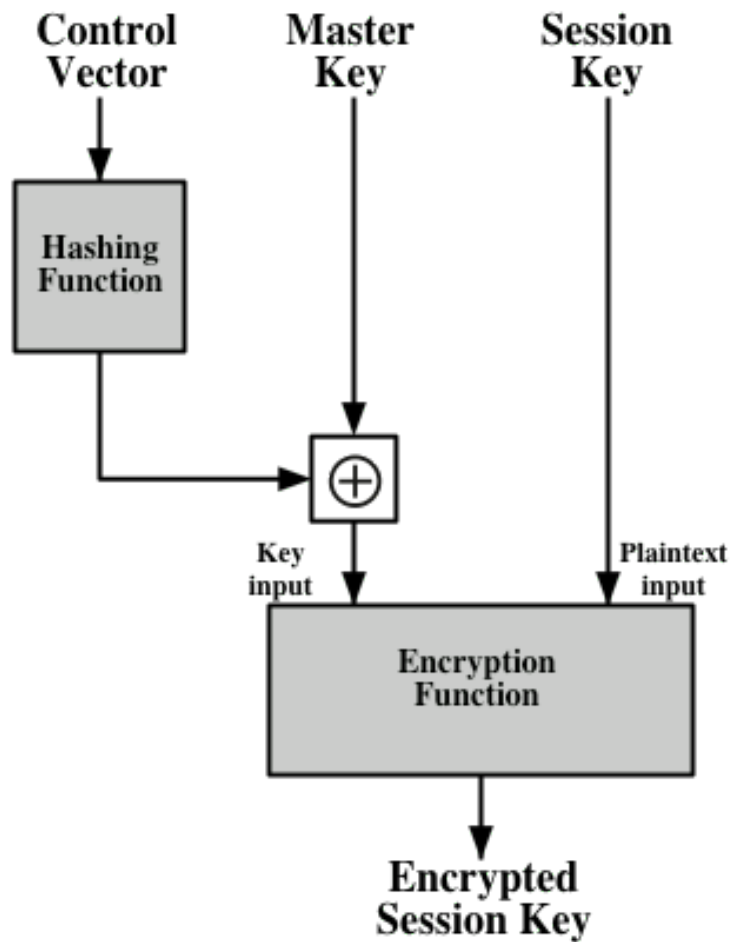 Control
Vector
Master
Key
Session
Key
Hashing
Function
Key
input
Plaintext
input
Encryption
Function
Encrypted
Session Key